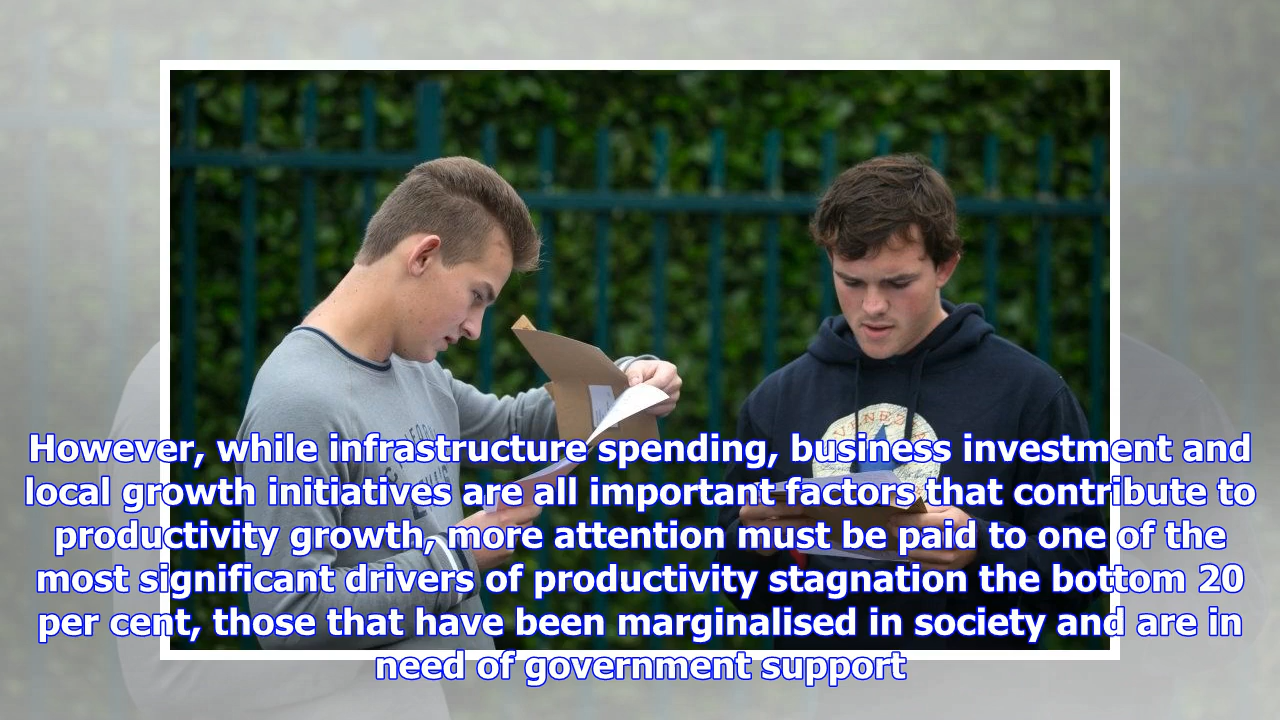 However, while infrastructure spending, business investment and
local growth initiatives are all important factors that contribute to
productivity growth, more attention must be paid to one of the
most significant drivers of productivity stagnation the bottom 20
per cent, those that have been marginalised in society and are in
need of government support